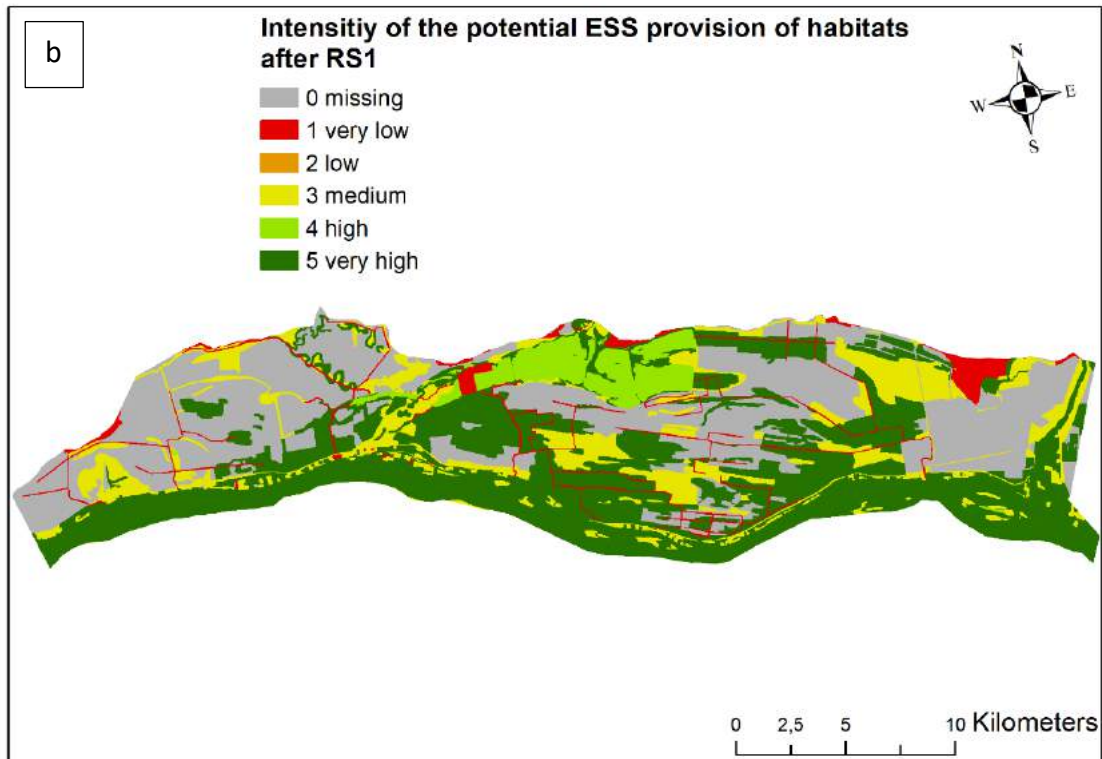 b
Intensitiy of the potential ESS provision of habitats
after RS1
0 missing
1 very low
2 low
3 medium
4 high
5 very high
N
W E
S
0 2,5 5 10 Kilometers